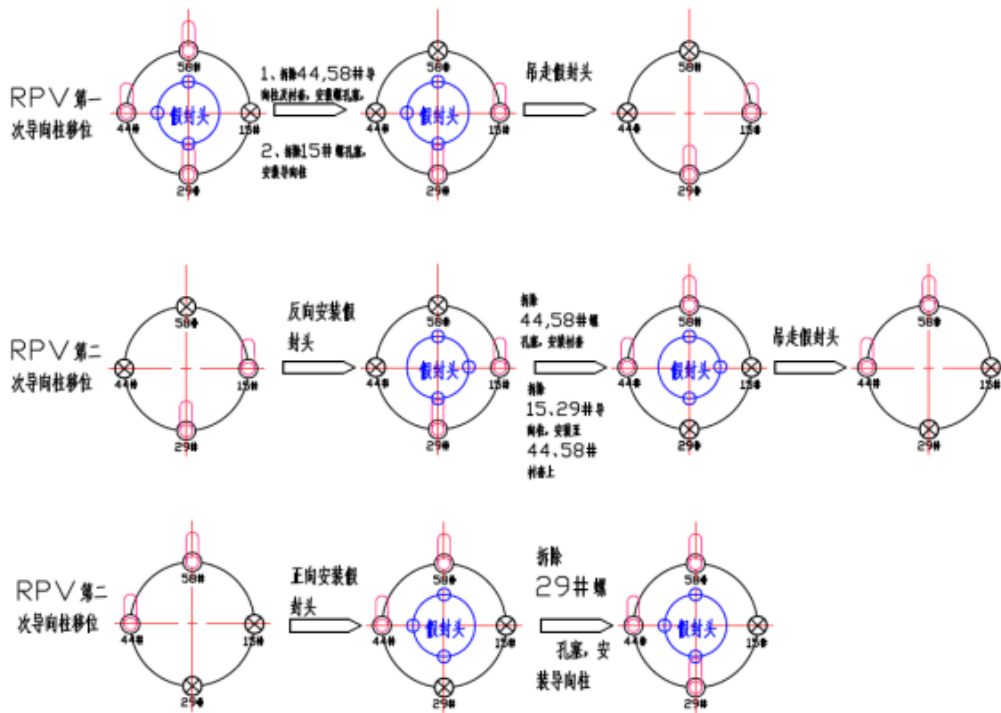 RPV第一
次导向柱移位
58#
44#
假封头
15#
29#
1、拆除44,58#导
向柱及衬套，安装螺孔塞，
2、拆除15#螺孔塞，
安装导向柱
58#
44#
假封头
15#
29#
吊走假封头
58#
44#
15#
29#
RPV第二
次导向柱移位
58#
44#
15#
29#
反向安装假
封头
58#
44#
假封头
15#
29#
拆除
44,58#螺
孔塞，安装衬套
拆除
15.29#导
向柱，安装至
44.58#
衬套上
58#
44#
假封头
15#
29#
吊走假封头
58#
44#
15#
29#
RPV第二
次导向柱移位
58#
44#
15#
29#
正向安装假
封头
58#
44#
假封头
15#
29#
拆除
29#螺
孔塞，安
装导向柱
58#
44#
假封头
15#
29#